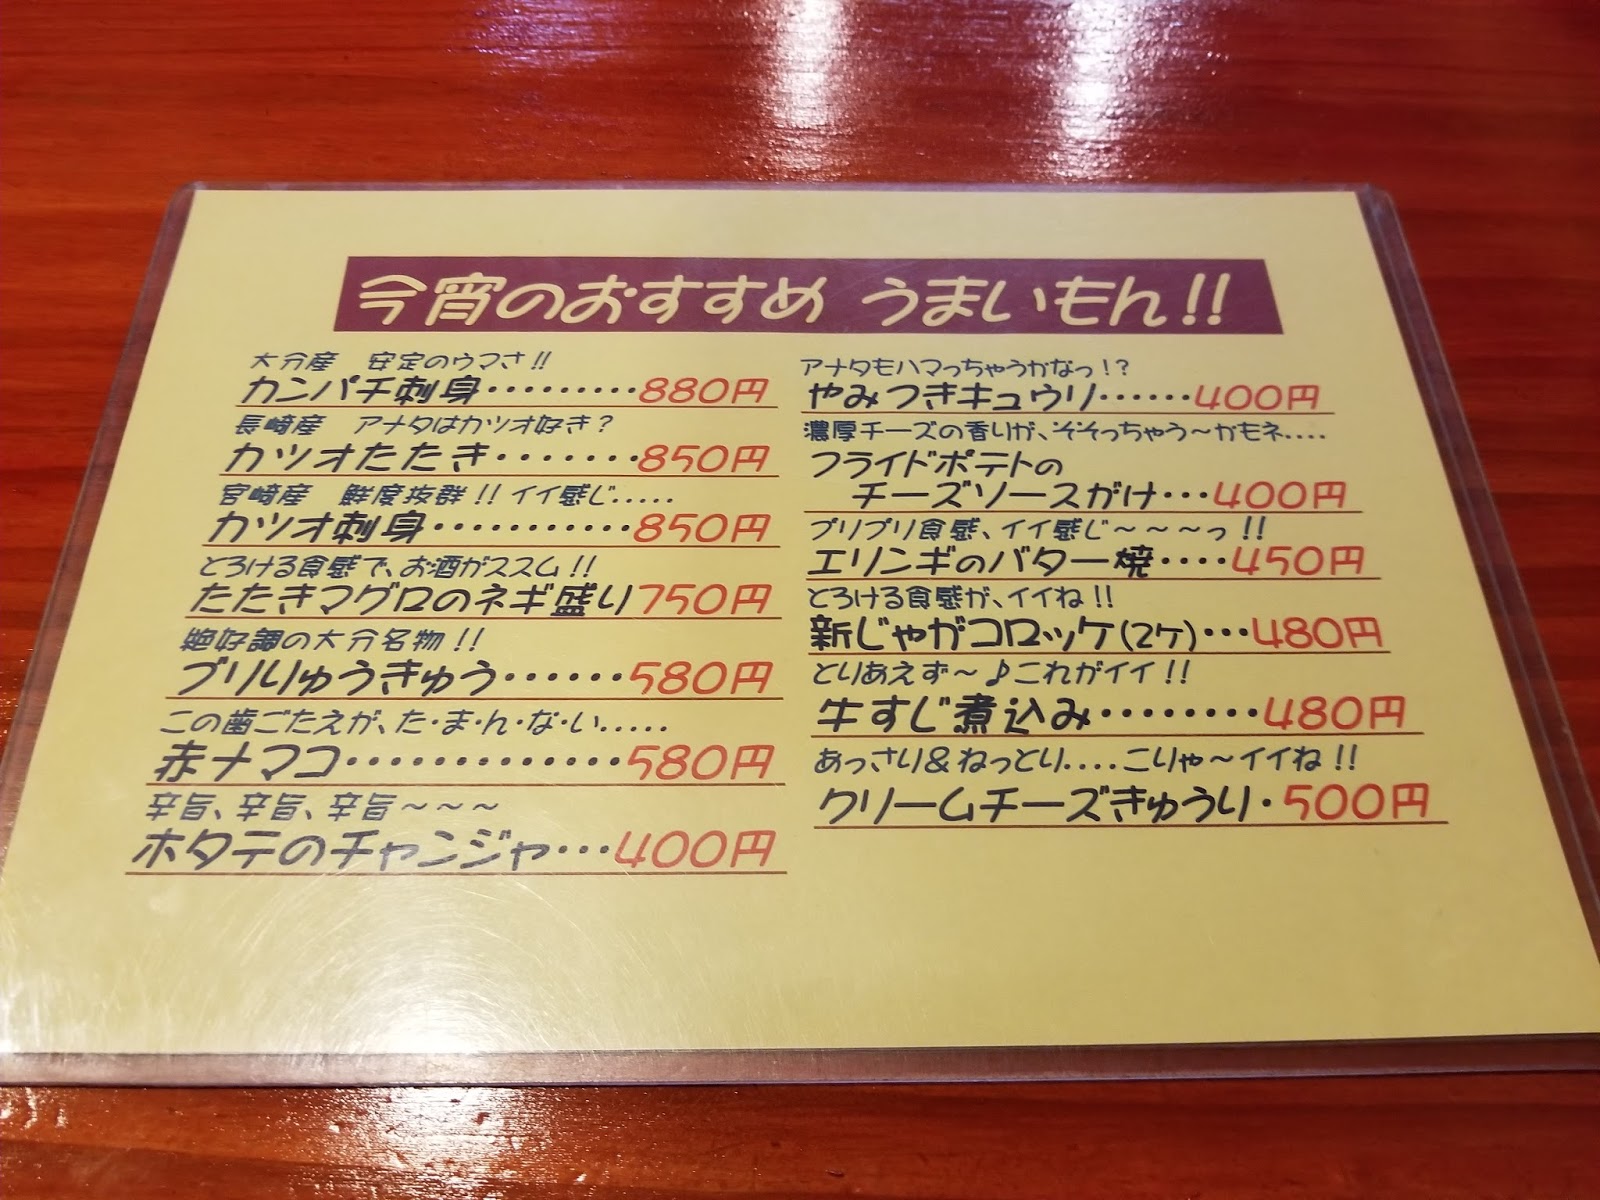 今宵のおすすめ うまいもん!!
大分産　安定のウマさ!!
カンパチ刺身・・・・・・・・・880円
長崎産　アナタはカツオ好き?
カツオたたき・・・・・・・850円
宮崎産　鮮度抜群!! イイ感じ.....
カツオ刺身・・・・・・・・・・・850円
とろける食感で、お酒がススム!!
たたきマグロのネギ盛り750円
絶好調の大分名物!!
ブリりゅうきゅう・・・・・・580円
この歯ごたえが、た・ま・ん・な・い.....
赤ナマコ・・・・・・・・・・・・・580円
辛旨、辛旨、辛旨～～～
ホタテのチャンジャ・・・400円
アナタもハマっちゃうかなっ!?
やみつきキュウリ・・・・・・400円
濃厚チーズの香りが、そそっちゃう～かもネ....
フライドポテトの
チーズソースがけ・・・400円
プリプリ食感、イイ感じ～～～っ!!
エリンギのバター焼・・・・450円
とろける食感が、イイね!!
新じゃがコロッケ(2ケ)・・・480円
とりあえず～♪これがイイ!!
牛すじ煮込み・・・・・・・・480円
あっさり&ねっとり....こりゃ～イイね!!
クリームチーズきゅうり・500円